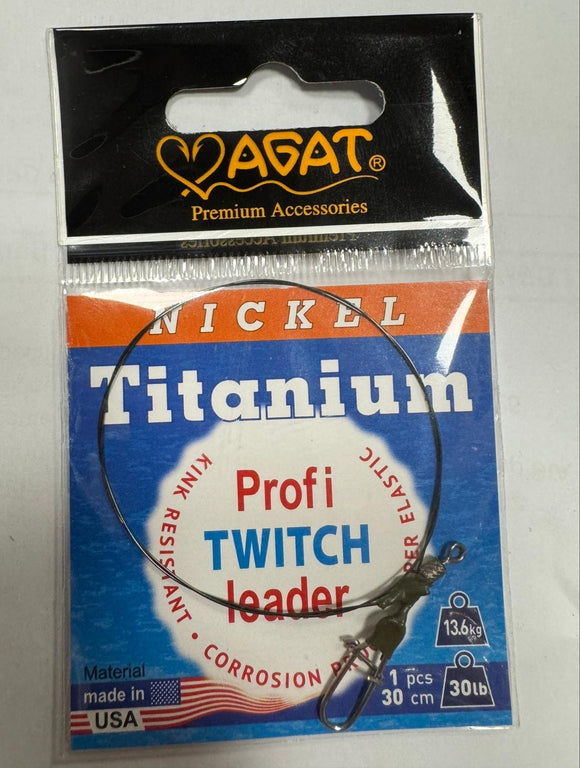 AGAT®
Premium Accessories
NICKEL
Titanium
KINK RESISTANT • CORROSION
PER ELASTIC
Profi
TWITCH
leader
13.6kg
Material
made in
USA
1 pcs
30 cm
30lb